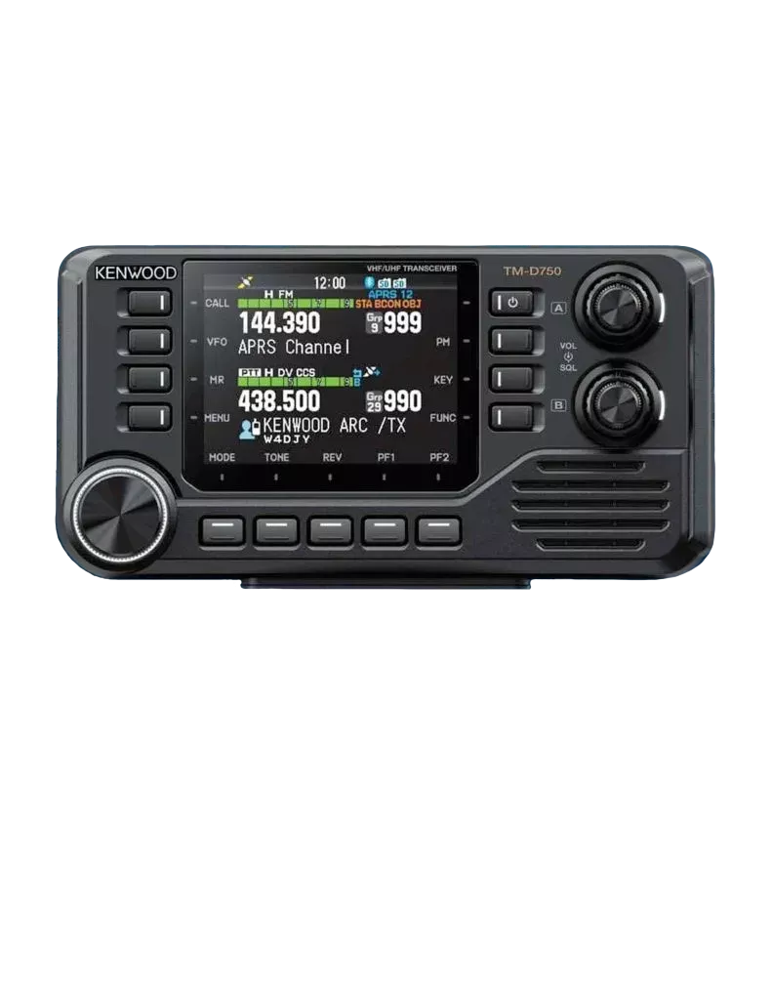 KENWOOD
VHF/UHF TRANSCEIVER
TM-D750
12:00
H FM
APRS 12
CALL
S 7 9
STA BCON OBJ
A
144.390
Grp 9
999
VFO
APRS Channel
PM
VOL
SQL
PTT H DV CCS
B
MR
KEY
438.500
Grp 29
990
B
MENU
KENWOOD ARC /TX
FUNC
W4DJY
MODE TONE REV PF1 PF2